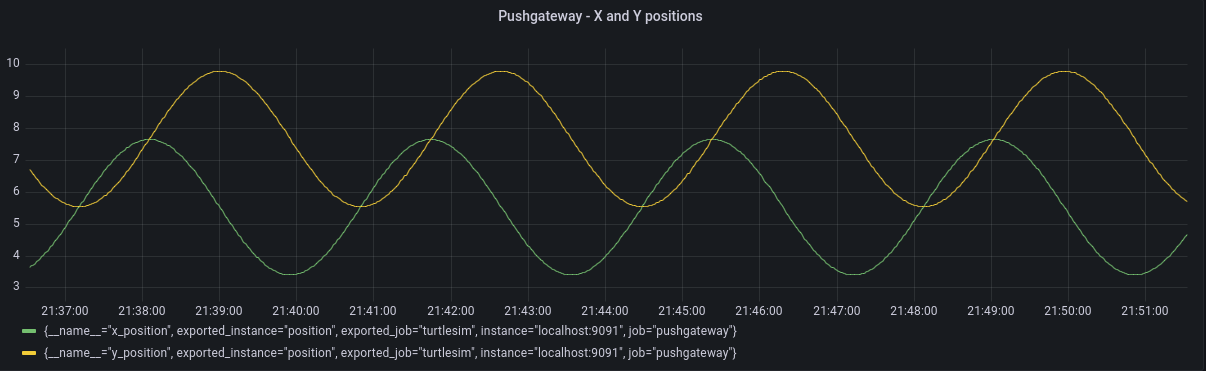 Pushgateway - X and Y positions
10
9
8
7
6
5
4
3
21:37:00 21:38:00 21:39:00 21:40:00 21:41:00 21:42:00 21:43:00 21:44:00 21:45:00 21:46:00 21:47:00 21:48:00 21:49:00 21:50:00 21:51:00
{__name__="x_position", exported_instance="position", exported_job="turtlesim", instance="localhost:9091", job="pushgateway"}
{__name__="y_position", exported_instance="position", exported_job="turtlesim", instance="localhost:9091", job="pushgateway"}